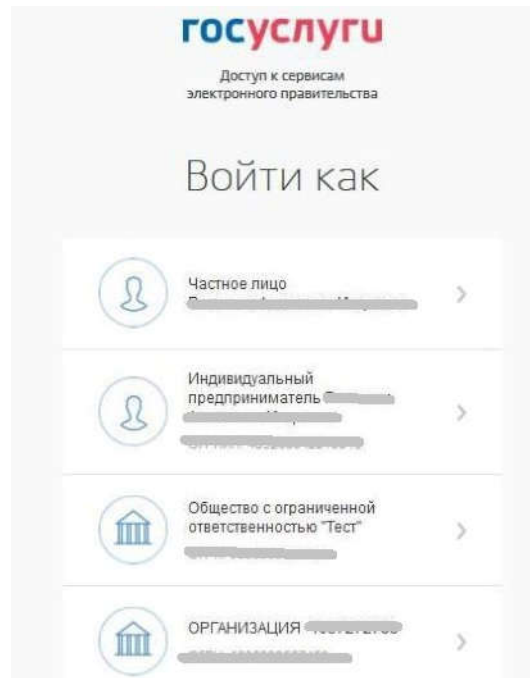 госуслуги
Доступ к сервисам
электронного правительства
Войти как
Частное лицо
Индивидуальный
предприниматель
Общество с ограниченной
ответственностью "Тест"
ОРГАНИЗАЦИЯ